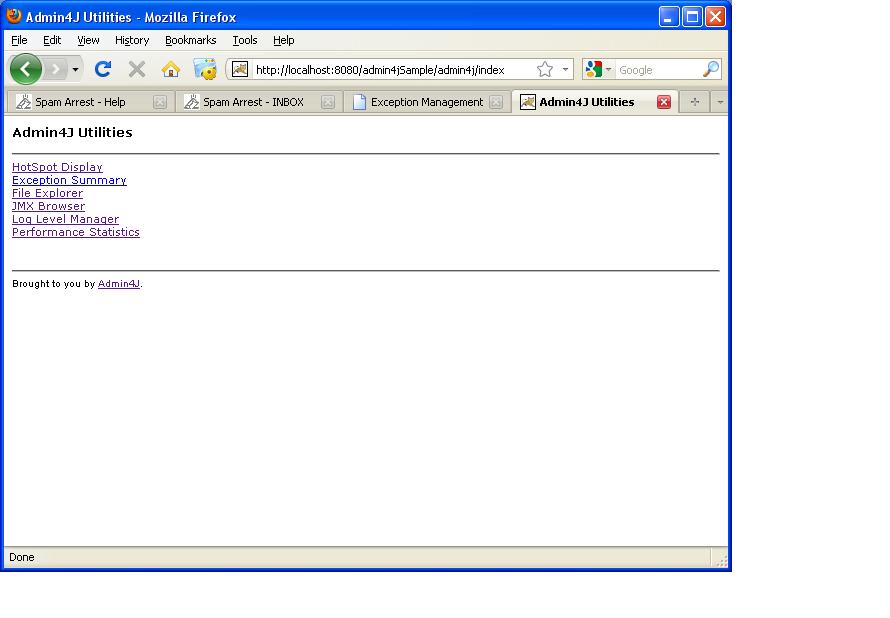 Admin4J Utilities - Mozilla Firefox
File Edit View History Bookmarks Tools Help
http://localhost:8080/admin4jSample/admin4j/index Google
Spam Arrest - Help Spam Arrest - INBOX Exception Management Admin4J Utilities
Admin4J Utilities
HotSpot Display
Exception Summary
File Explorer
JMX Browser
Log Level Manager
Performance Statistics
Brought to you by Admin4J.
Done